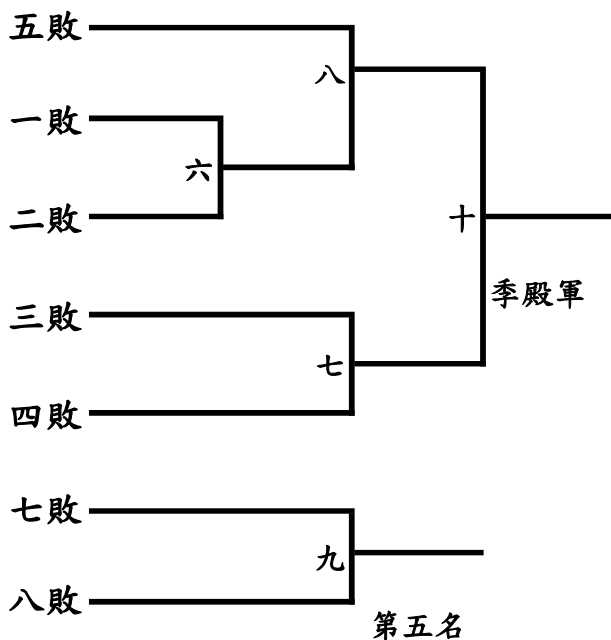 五敗
八
一敗
六
二敗
十
季殿軍
三敗
七
四敗
七敗
九
八敗
第五名